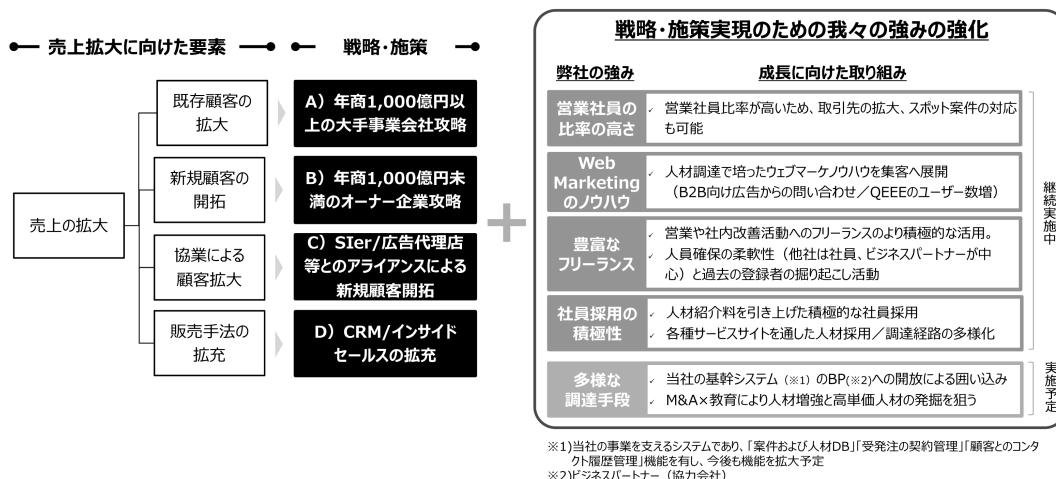 売上拡大に向けた要素
戦略・施策
売上の拡大
既存顧客の
拡大
A）年商1,000億円以
上の大手事業会社攻略
新規顧客の
開拓
B）年商1,000億円未
満のオーナー企業攻略
協業による
顧客拡大
C）SIer/広告代理店
等とのアライアンスによる
新規顧客開拓
販売手法の
拡充
D）CRM/インサイド
セールスの拡充
戦略・施策実現のための我々の強みの強化
弊社の強み
成長に向けた取り組み
営業社員の
比率の高さ
✓ 営業社員比率が高いため、取引先の拡大、スポット案件の対応
も可能
Web
Marketing
のノウハウ
✓ 人材調達で培ったウェブマーケノウハウを集客へ展開
（B2B向け広告からの問い合わせ／QEEEのユーザー数増）
豊富な
フリーランス
✓ 営業や社内改善活動へのフリーランスのより積極的な活用。
✓ 人員確保の柔軟性（他社は社員、ビジネスパートナーが中
心）と過去の登録者の掘り起こし活動
社員採用の
積極性
✓ 人材紹介料を引き上げた積極的な社員採用
✓ 各種サービスサイトを通した人材採用／調達経路の多様化
継続実施中
多様な
調達手段
✓ 当社の基幹システム（※1）のBP(※2)への開放による囲い込み
✓ M&A×教育により人材増強と高単価人材の発掘を狙う
実施予定
※1)当社の事業を支えるシステムであり、「案件および人材DB」「受発注の契約管理」「顧客とのコンタ
クト履歴管理」機能を有し、今後も機能を拡大予定
※2)ビジネスパートナー（協力会社）